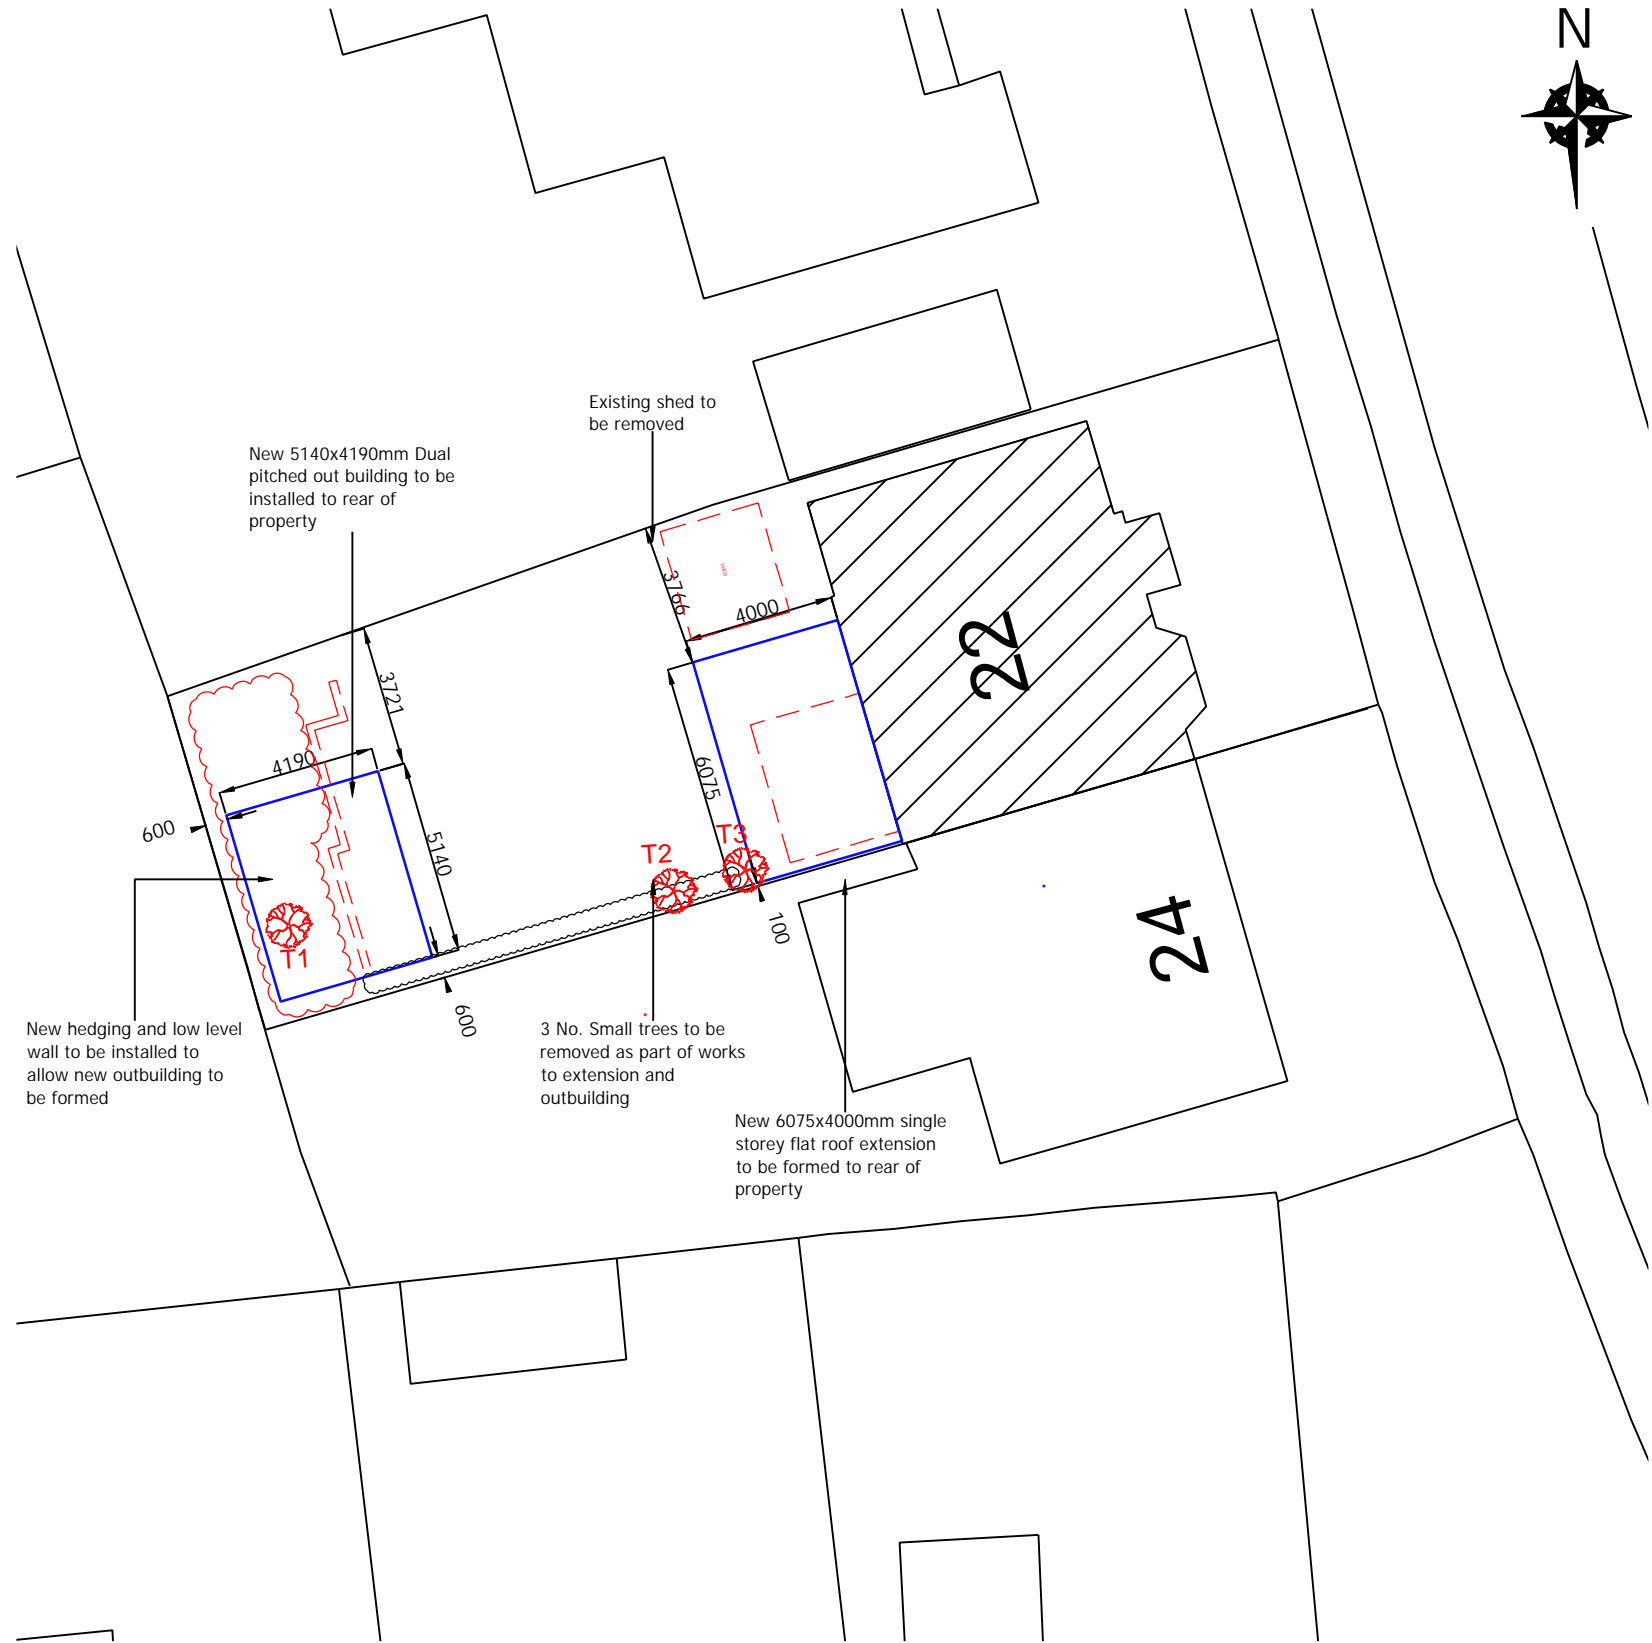 N
Existing shed to
be removed
New 5140x4190mm Dual
pitched out building to be
installed to rear of
property
SHED
3766
4000
22
3721
4190
6075
600
5140
T3
T2
T1
100
24
600
New hedging and low level
wall to be installed to
allow new outbuilding to
be formed
3 No. Small trees to be
removed as part of works
to extension and
outbuilding
New 6075x4000mm single
storey flat roof extension
to be formed to rear of
property